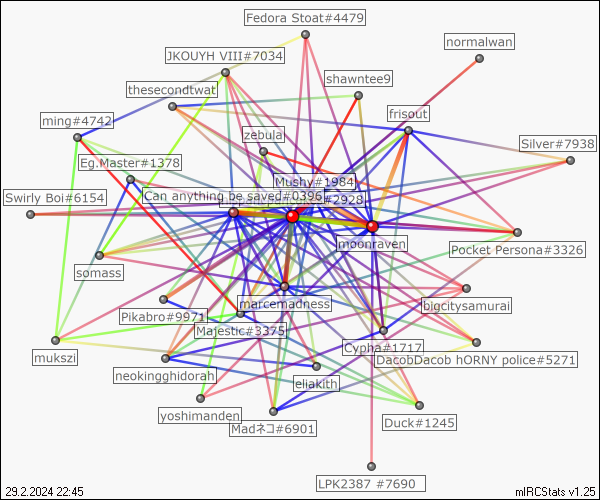 Fedora Stoat#4479
normalwan
JKOUYH VIII#7034
shawntee9
thesecondtwat
frisout
ming#4742
zebula
Silver#7938
Eg.Master#1378
Mushy#1984
Swirly Boi#6154
Can anything be saved#0396
#2928
moonraven
Pocket Persona#3326
somass
bigcitysamurai
marcemadness
Pikabro#9971
Majestic#3375
Cypha#1717
mukszi
DacobDacob hORNY police#5271
neokingghidorah
eliakith
yoshimanden
Duck#1245
Madネコ#6901
LPK2387 #7690
29.2.2024 22:45
mIRCStats v1.25